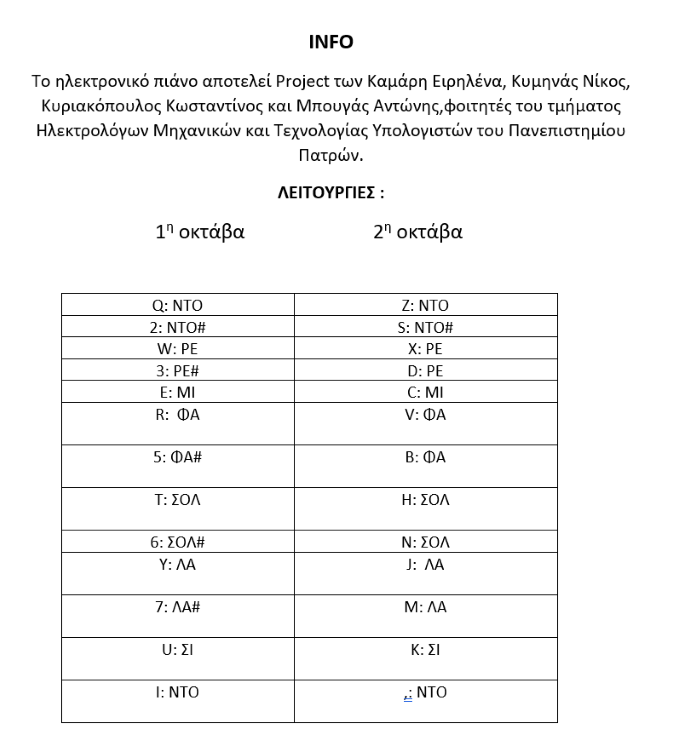 INFO
Το ηλεκτρονικό πιάνο αποτελεί Project των Καμάρη Ειρηλένα, Κυμηνάς Νίκος,
Κυριακόπουλος Κωσταντίνος και Μπουγάς Αντώνης,φοιτητές του τμήματος
Ηλεκτρολόγων Μηχανικών και Τεχνολογίας Υπολογιστών του Πανεπιστημίου
Πατρών.
ΛΕΙΤΟΥΡΓΙΕΣ :
1η οκτάβα 2η οκτάβα
Q: ΝΤΟ Z: ΝΤΟ
2: ΝΤΟ# S: ΝΤΟ#
W: ΡΕ X: ΡΕ
3: ΡΕ# D: ΡΕ
E: ΜΙ C: ΜΙ
R: ΦΑ V: ΦΑ
5: ΦΑ# B: ΦΑ
T: ΣΟΛ H: ΣΟΛ
6: ΣΟΛ# N: ΣΟΛ
Y: ΛΑ J: ΛΑ
7: ΛΑ# M: ΛΑ
U: ΣΙ K: ΣΙ
I: ΝΤΟ ,: ΝΤΟ